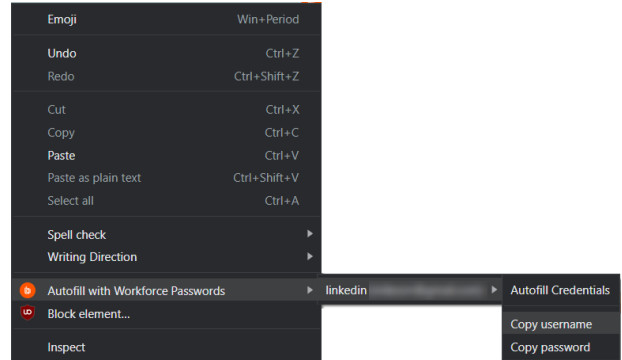 Emoji Win+Period
Undo Ctrl+Z
Redo Ctrl+Shift+Z
Cut Ctrl+X
Copy Ctrl+C
Paste Ctrl+V
Paste as plain text Ctrl+Shift+V
Select all Ctrl+A
Spell check
Writing Direction
Autofill with Workforce Passwords
Block element...
Inspect
linkedin
Autofill Credentials
Copy username
Copy password